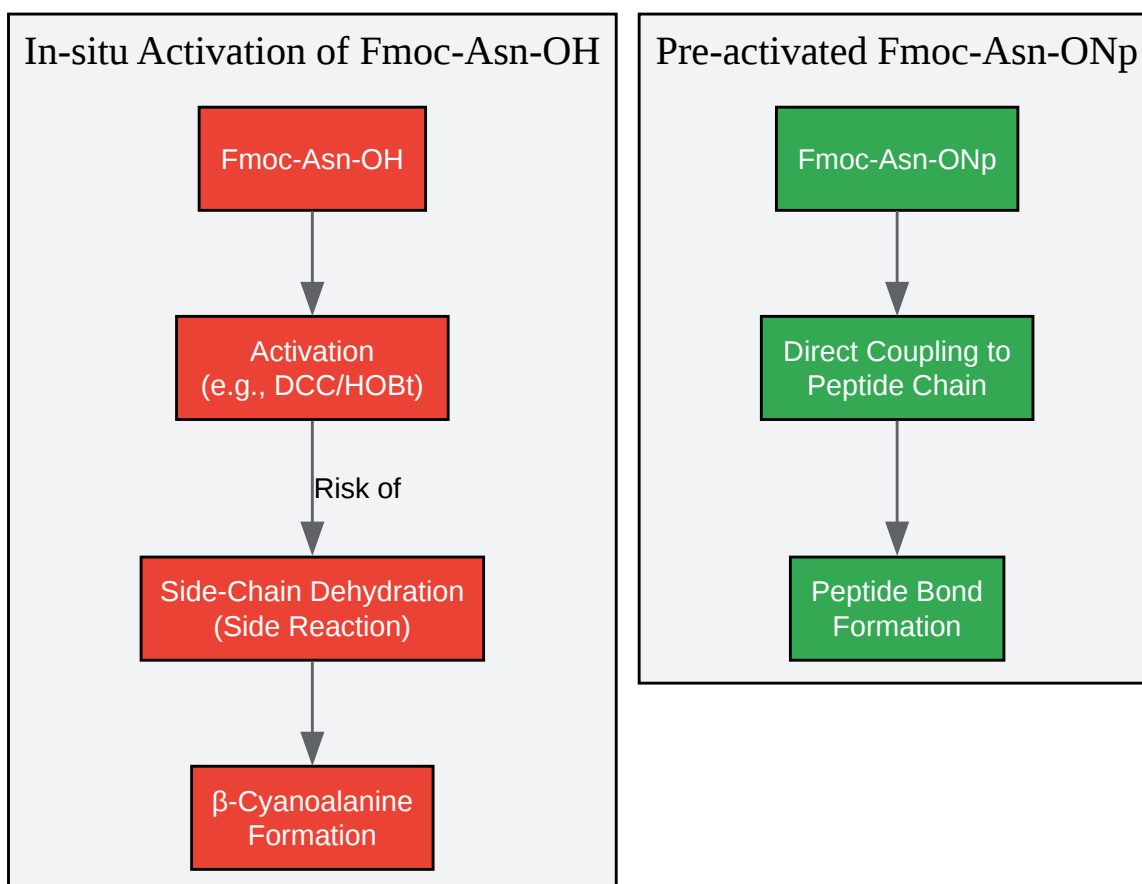 In-situ Activation of Fmoc-Asn-OH
Fmoc-Asn-OH
Activation
(e.g., DCC/HOBt)
Risk of
Side-Chain Dehydration
(Side Reaction)
β-Cyanoalanine
Formation
Pre-activated Fmoc-Asn-ONp
Fmoc-Asn-ONp
Direct Coupling to
Peptide Chain
Peptide Bond
Formation